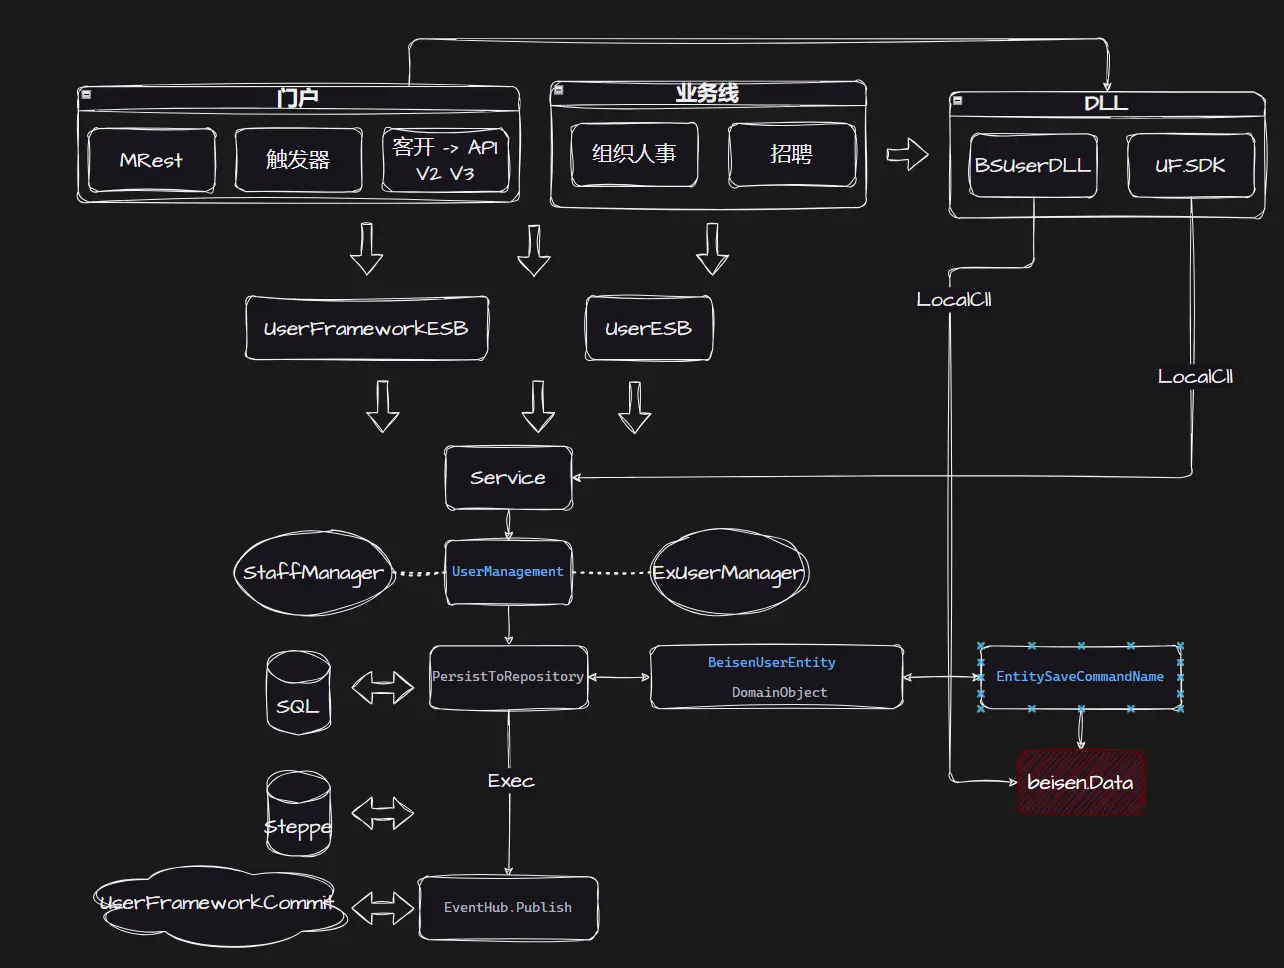 门户
业务线
DLL
MRest
触发器
客开 -> API
V2 V3
组织人事
招聘
BSUserDLL
UF.SDK
LocalCll
UserFrameworkESB
UserESB
LocalCll
Service
StaffManager
UserManagement
ExUserManager
SQL
PersistToRepository
BeisenUserEntity
DomainObject
EntitySaveCommandName
Exec
beisen.Data
Steppe
UserFrameworkCommit
EventHub.Publish